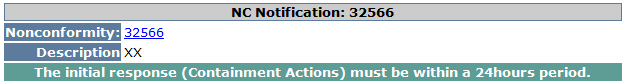 NC Notification: 32566
Nonconformity: 32566
Description XX
The initial response (Containment Actions) must be within a 24hours period.